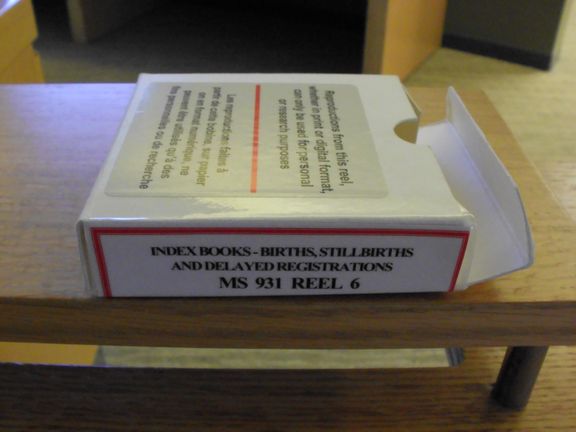 Reproductions from this reel,
whether in print or digital format,
can only be used for personal
or research purposes
Les reproductions faites à
partir de cette bobine, sur papier
ou en format numérique, ne
peuvent être utilisés qu'à des
fins personnelles ou de recherche
INDEX BOOKS - BIRTHS, STILLBIRTHS
AND DELAYED REGISTRATIONS
MS 931 REEL 6